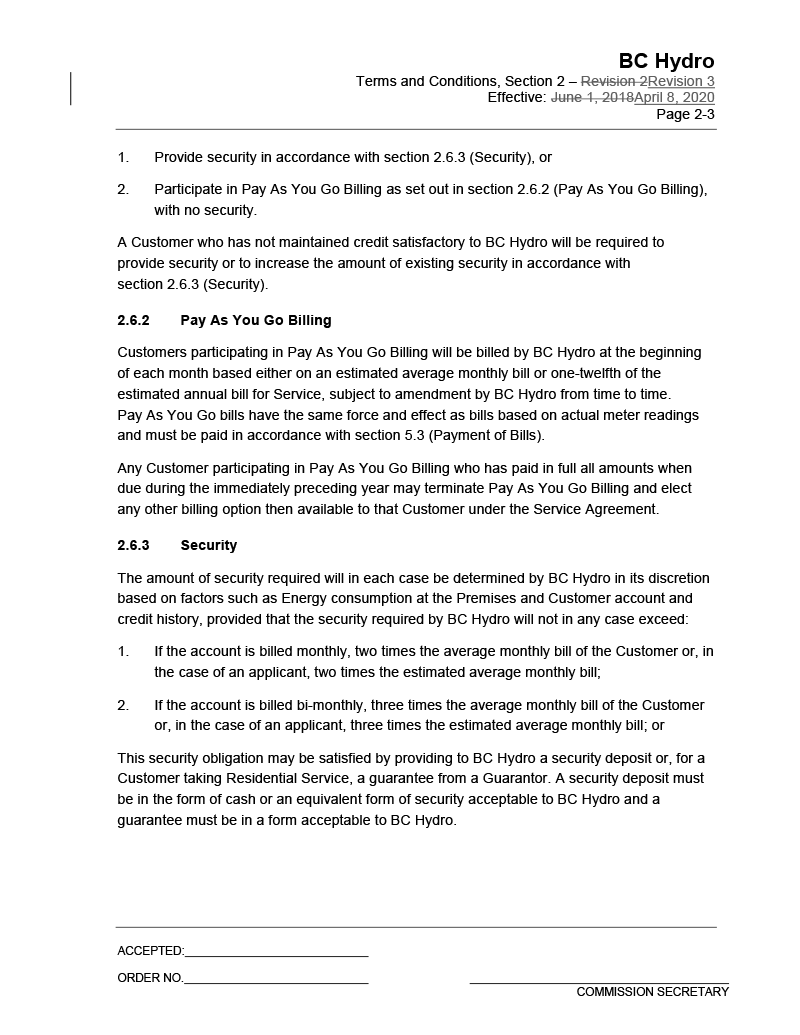 BC Hydro
Terms and Conditions, Section 2 – Revision 2Revision 3
Effective: June 1, 2018April 8, 2020
Page 2-3
1. Provide security in accordance with section 2.6.3 (Security), or
2. Participate in Pay As You Go Billing as set out in section 2.6.2 (Pay As You Go Billing),
with no security.
A Customer who has not maintained credit satisfactory to BC Hydro will be required to
provide security or to increase the amount of existing security in accordance with
section 2.6.3 (Security).
2.6.2 Pay As You Go Billing
Customers participating in Pay As You Go Billing will be billed by BC Hydro at the beginning
of each month based either on an estimated average monthly bill or one-twelfth of the
estimated annual bill for Service, subject to amendment by BC Hydro from time to time.
Pay As You Go bills have the same force and effect as bills based on actual meter readings
and must be paid in accordance with section 5.3 (Payment of Bills).
Any Customer participating in Pay As You Go Billing who has paid in full all amounts when
due during the immediately preceding year may terminate Pay As You Go Billing and elect
any other billing option then available to that Customer under the Service Agreement.
2.6.3 Security
The amount of security required will in each case be determined by BC Hydro in its discretion
based on factors such as Energy consumption at the Premises and Customer account and
credit history, provided that the security required by BC Hydro will not in any case exceed:
1. If the account is billed monthly, two times the average monthly bill of the Customer or, in
the case of an applicant, two times the estimated average monthly bill;
2. If the account is billed bi-monthly, three times the average monthly bill of the Customer
or, in the case of an applicant, three times the estimated average monthly bill; or
This security obligation may be satisfied by providing to BC Hydro a security deposit or, for a
Customer taking Residential Service, a guarantee from a Guarantor. A security deposit must
be in the form of cash or an equivalent form of security acceptable to BC Hydro and a
guarantee must be in a form acceptable to BC Hydro.
ACCEPTED:
ORDER NO.
COMMISSION SECRETARY